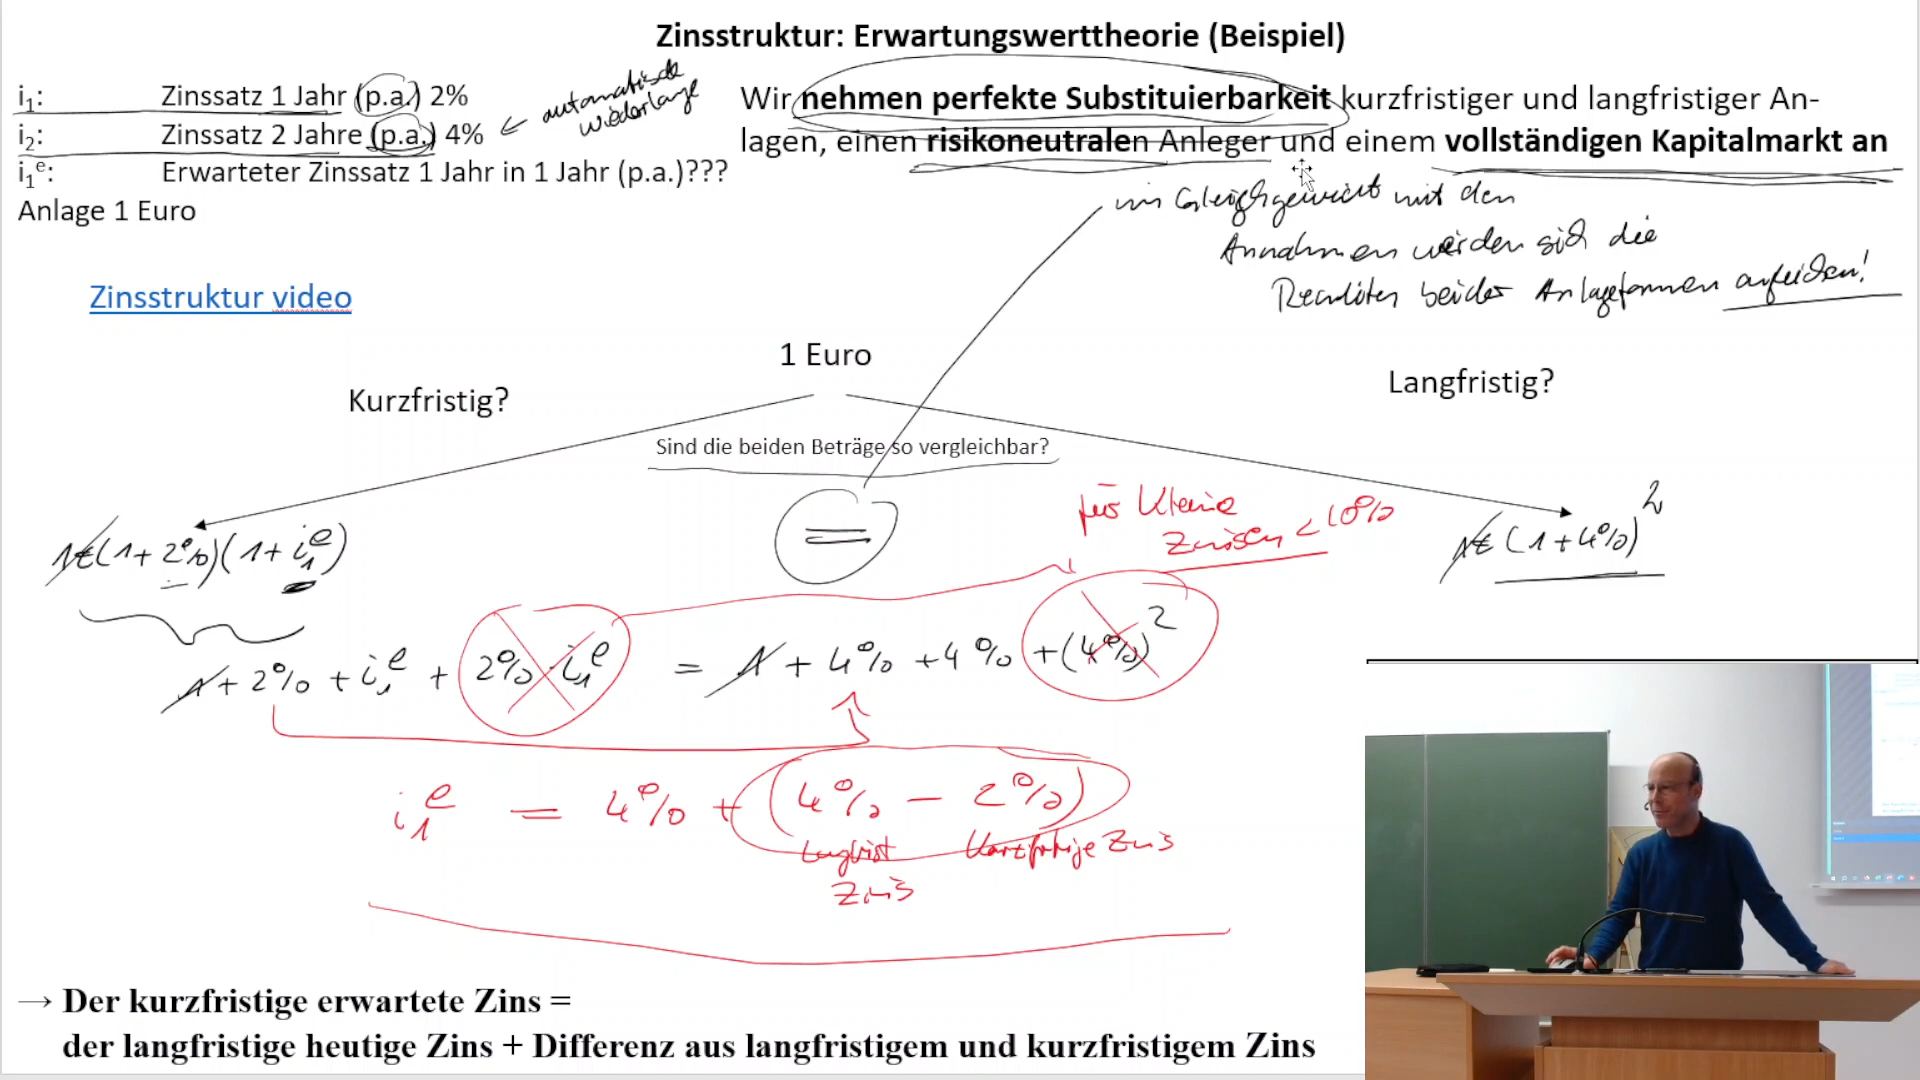 Zinsstruktur: Erwartungswerttheorie (Beispiel)
i₁: Zinssatz 1 Jahr (p.a.) 2%
i₂: Zinssatz 2 Jahre (p.a.) 4%
i₁ᵉ: Erwarteter Zinssatz 1 Jahr in 1 Jahr (p.a.)???
Anlage 1 Euro
← automatische
Wiederlage
Wir nehmen perfekte Substituierbarkeit kurzfristiger und langfristiger An-
lagen, einen risikoneutralen Anleger und einem vollständigen Kapitalmarkt an
im Gleichgewicht mit den
Annahmen werden sich die
Renditen beider Anlageformen
Zinsstruktur video
1 Euro
Kurzfristig?
Langfristig?
Sind die beiden Beträge so vergleichbar?
1€(1+2%)(1+i₁ᵉ)
=
1€(1+4%)²
für kleine
Zinsen <10%
1+2%+i₁ᵉ+2%·i₁ᵉ = 1+4%+4%+(4%)²
i₁ᵉ = 4% + (4% – 2%)
langfrist
Zins
Kurzfristige Zins
→ Der kurzfristige erwartete Zins =
der langfristige heutige Zins + Differenz aus langfristigem und kurzfristigem Zins